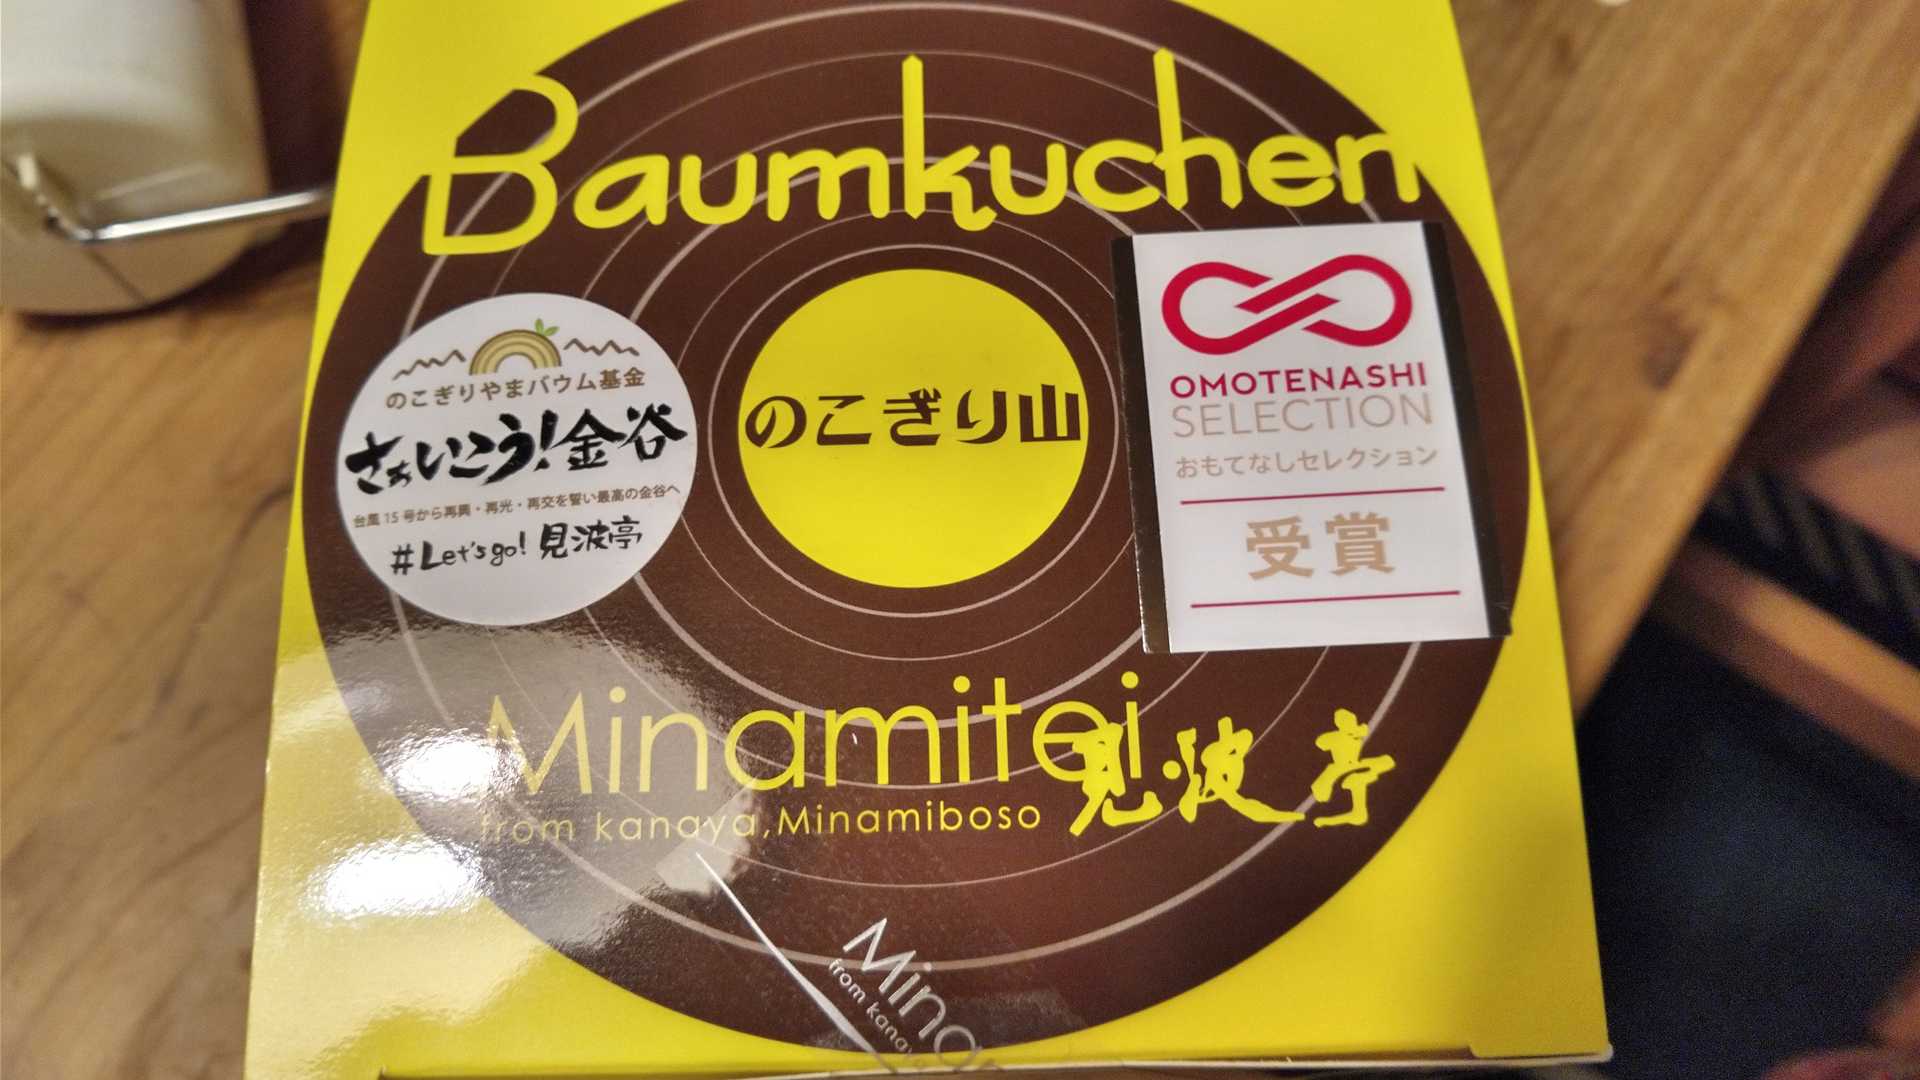 Baumkuchen
のこぎりやまバウム基金
さぁいこう!金谷
台風15号から再興・再光・再交を誓い最高の金谷へ
#Let's go! 見波亭
のこぎり山
OMOTENASHI
SELECTION
おもてなしセレクション
受賞
Minamitei 見波亭
from kanaya,Minamiboso